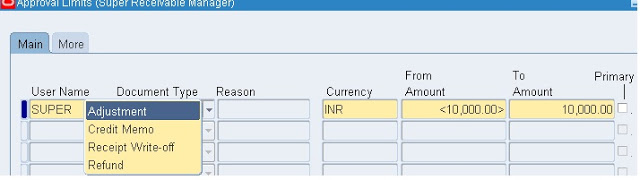 Approval Limits (Super Receivable Manager)
Main More
From To Primary
User Name Document Type Reason Currency Amount Amount
SUPER Adjustment INR <10,000.00> 10,000.00
Credit Memo
Receipt Write-off
Refund